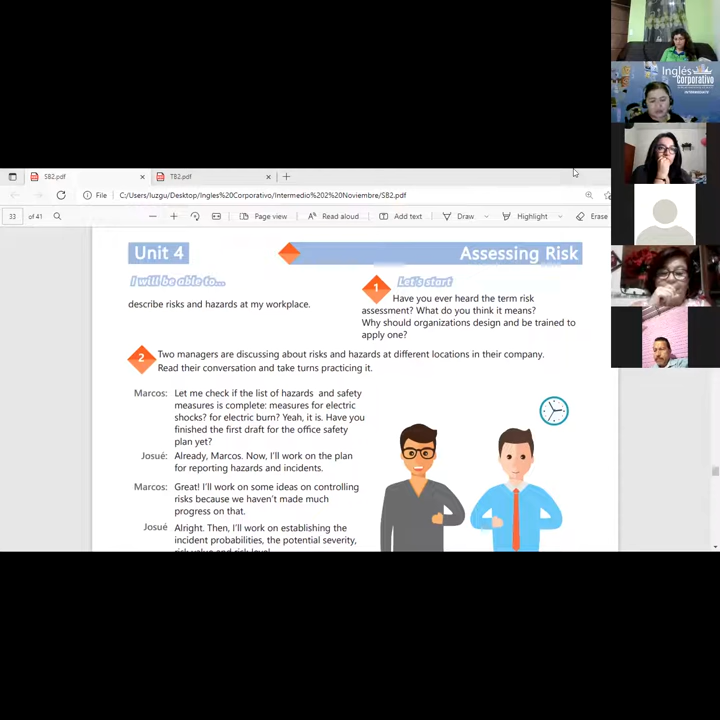 Inglés
Corporativo
INTERMEDIATE
SB2.pdf
TB2.pdf
File
C:/Users/luzgu/Desktop/Ingles%20Corporativo/Intermedio%202%20Noviembre/SB2.pdf
33 of 41
Page view
Read aloud
Add text
Draw
Highlight
Erase
Unit 4
Assessing Risk
I will be able to...
describe risks and hazards at my workplace.
1
Let's start
Have you ever heard the term risk
assessment? What do you think it means?
Why should organizations design and be trained to
apply one?
2
Two managers are discussing about risks and hazards at different locations in their company.
Read their conversation and take turns practicing it.
Marcos: Let me check if the list of hazards and safety
measures is complete: measures for electric
shocks? for electric burn? Yeah, it is. Have you
finished the first draft for the office safety
plan yet?
Josué: Already, Marcos. Now, I'll work on the plan
for reporting hazards and incidents.
Marcos: Great! I'll work on some ideas on controlling
risks because we haven't made much
progress on that.
Josué Alright. Then, I'll work on establishing the
incident probabilities, the potential severity,
risk value and risk level.